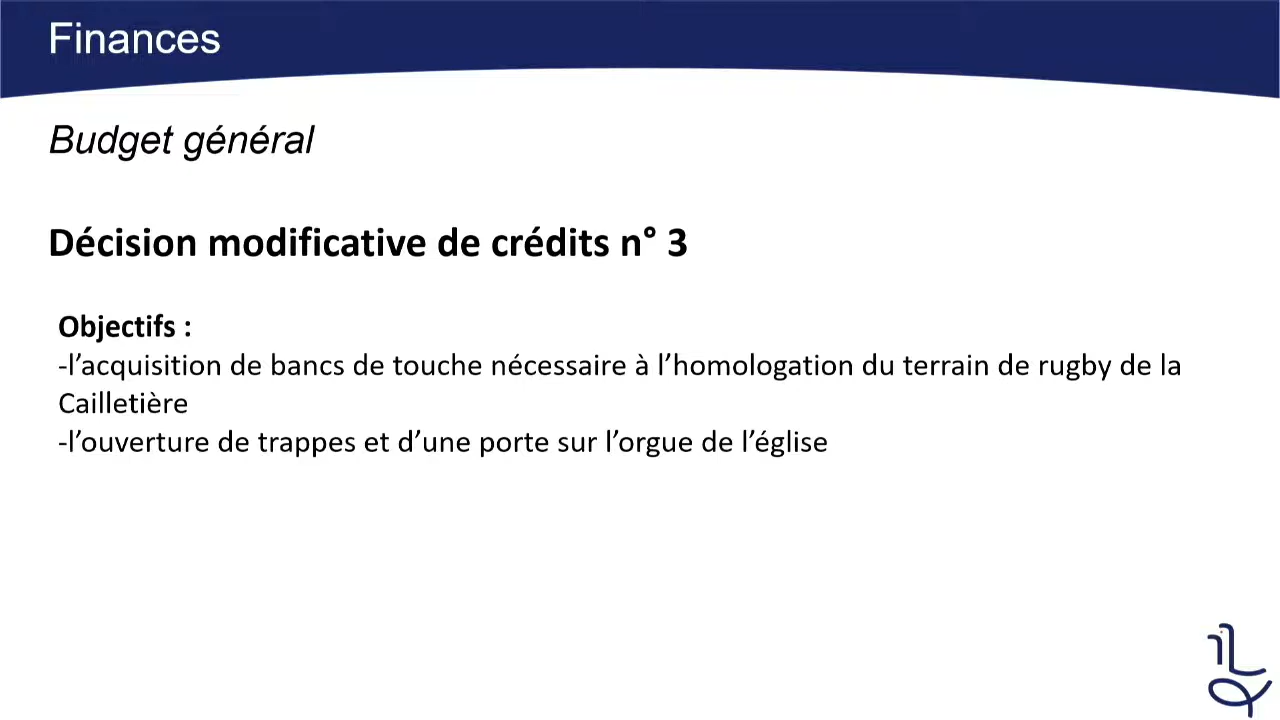 Finances
Budget général
Décision modificative de crédits n° 3
Objectifs :
-l’acquisition de bancs de touche nécessaire à l’homologation du terrain de rugby de la
Cailletière
-l’ouverture de trappes et d’une porte sur l’orgue de l’église